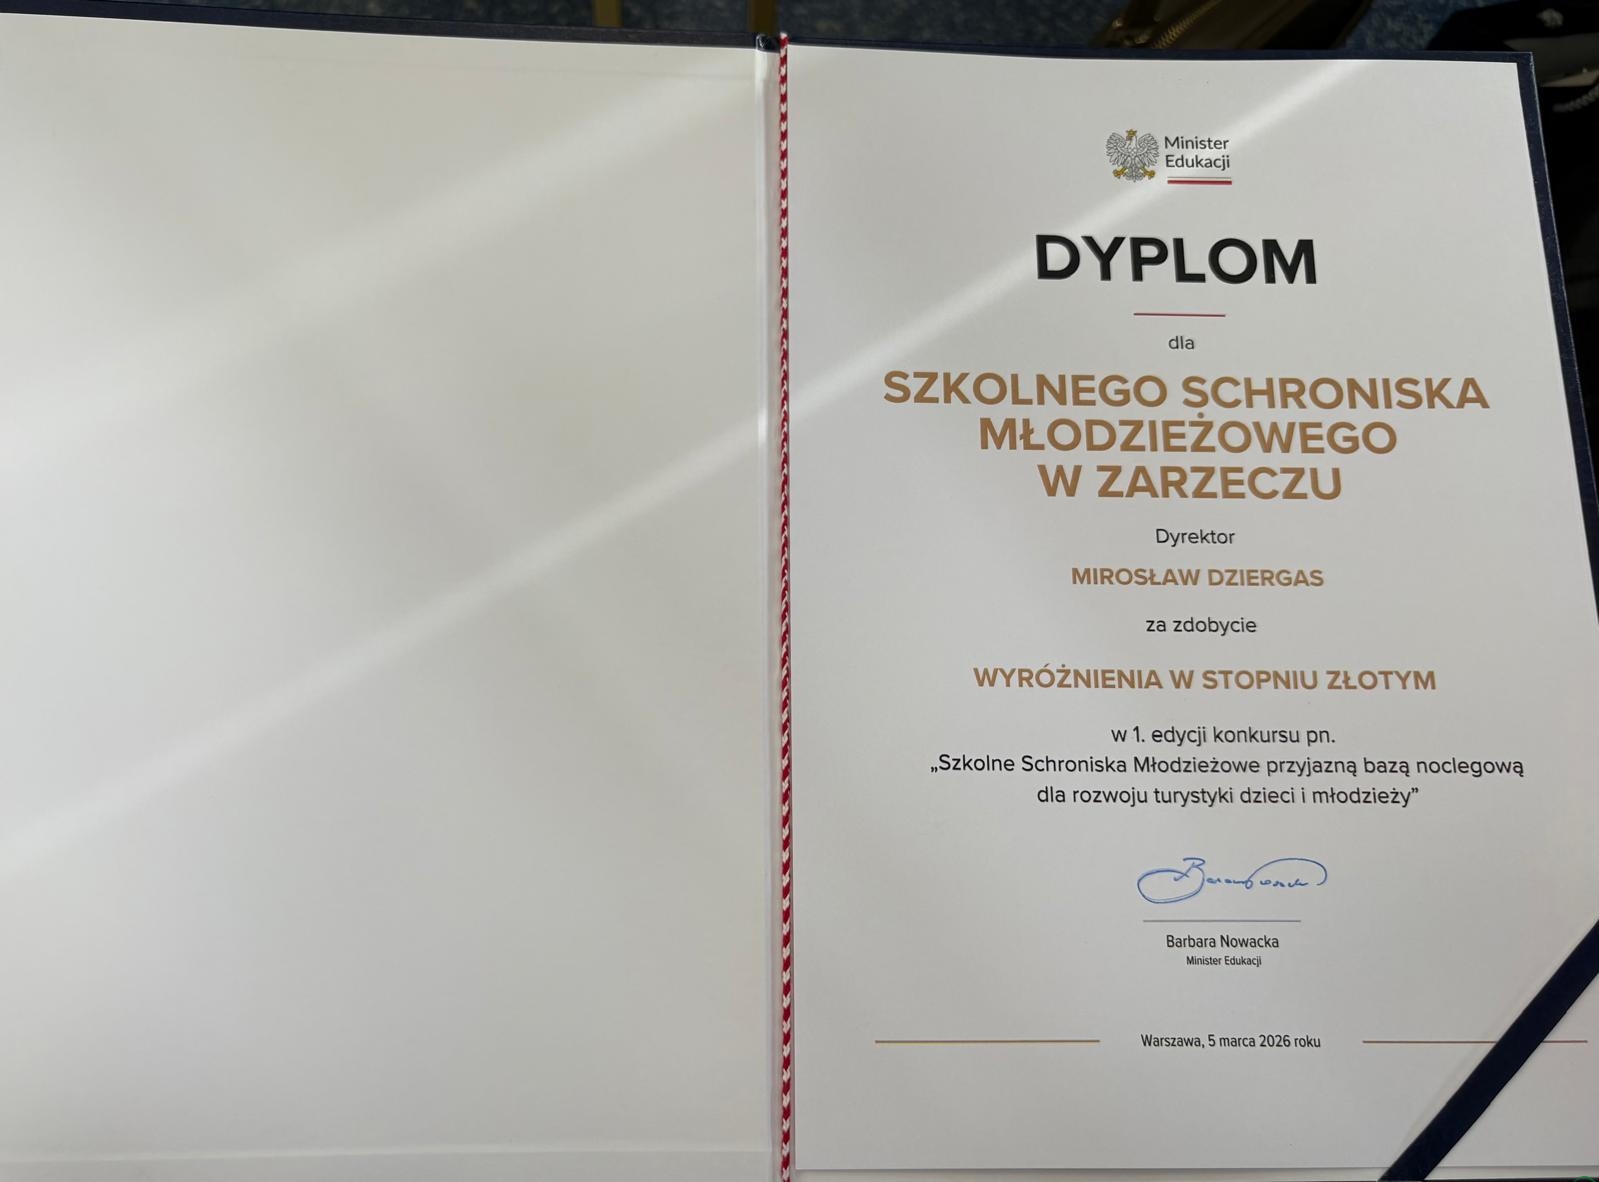 Minister
Edukacji
DYPLOM
dla
SZKOLNEGO SCHRONISKA
MŁODZIEŻOWEGO
W ZARZECZU
Dyrektor
MIROSŁAW DZIERGAS
za zdobycie
WYRÓŻNIENIA W STOPNIU ZŁOTYM
w 1. edycji konkursu pn.
„Szkolne Schroniska Młodzieżowe przyjazną bazą noclegową
dla rozwoju turystyki dzieci i młodzieży”
Barbara Nowacka
Minister Edukacji
Warszawa, 5 marca 2026 roku